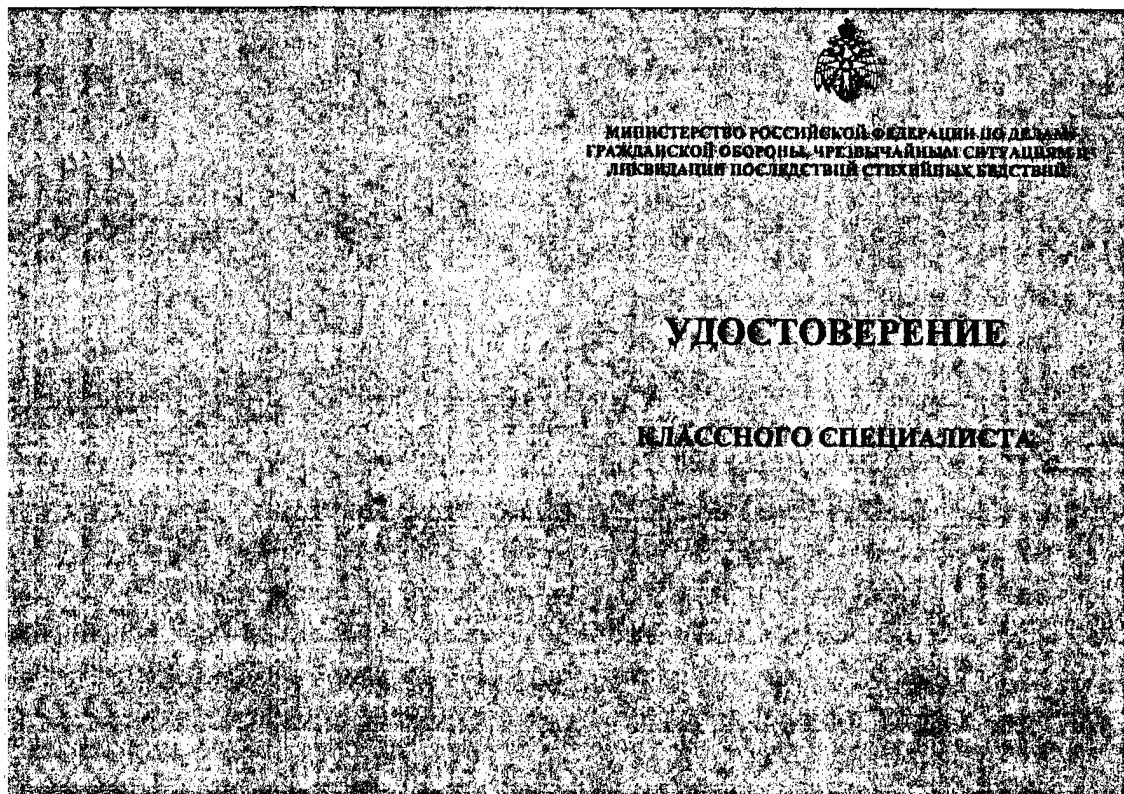 МИНИСТЕРСТВО РОССИЙСКОЙ ФЕДЕРАЦИИ ПО ДЕЛАМ
ГРАЖДАНСКОЙ ОБОРОНЫ, ЧРЕЗВЫЧАЙНЫМ СИТУАЦИЯМ И
ЛИКВИДАЦИИ ПОСЛЕДСТВИЙ СТИХИЙНЫХ БЕДСТВИЙ
УДОСТОВЕРЕНИЕ
КЛАССНОГО СПЕЦИАЛИСТА